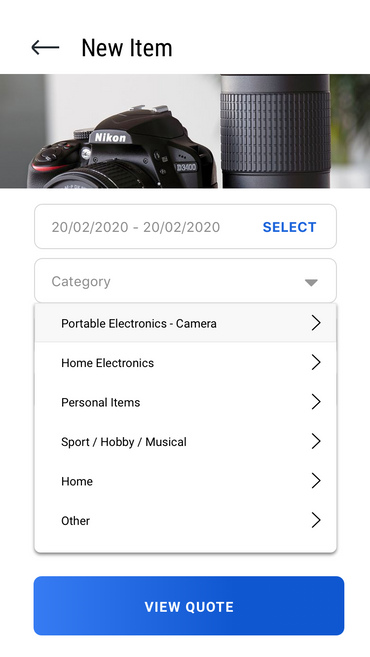 New Item
Nikon
D3400
20/02/2020 - 20/02/2020 SELECT
Category
Portable Electronics - Camera
Home Electronics
Personal Items
Sport / Hobby / Musical
Home
Other
VIEW QUOTE